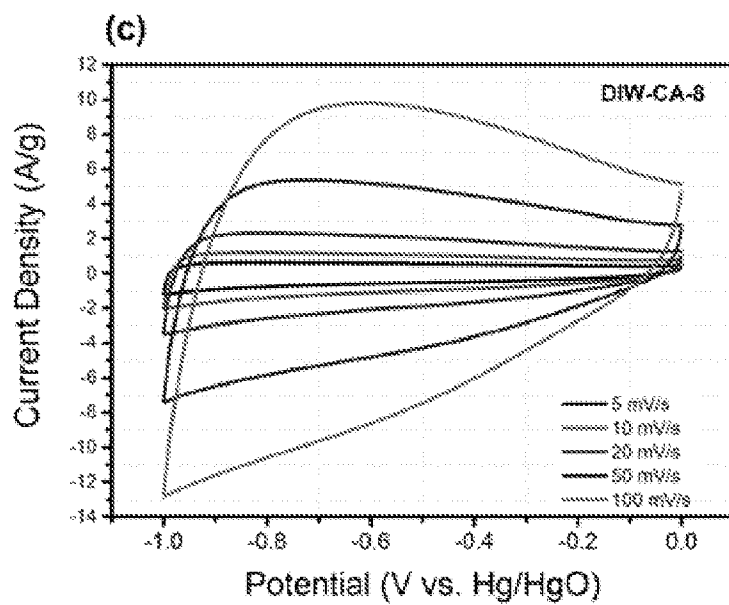 (c)
DIW-CA-8
Current Density (A/g)
12
10
8
6
4
2
0
-2
-4
-6
-8
-10
-12
-14
5 mV/s
10 mV/s
20 mV/s
50 mV/s
100 mV/s
-1.0 -0.8 -0.6 -0.4 -0.2 0.0
Potential (V vs. Hg/HgO)